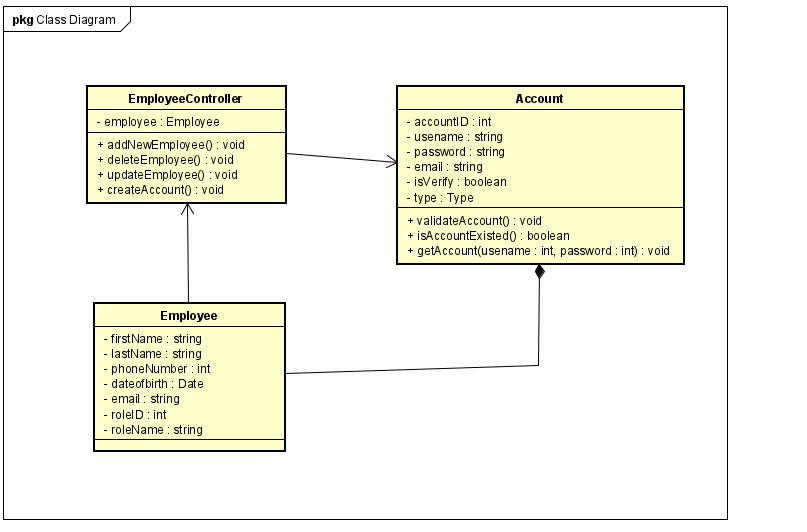 pkg Class Diagram
EmployeeController
- employee : Employee
+ addNewEmployee() : void
+ deleteEmployee() : void
+ updateEmployee() : void
+ createAccount() : void
Account
- accountID : int
- usename : string
- password : string
- email : string
- isVerify : boolean
- type : Type
+ validateAccount() : void
+ isAccountExisted() : boolean
+ getAccount(usename : int, password : int) : void
Employee
- firstName : string
- lastName : string
- phoneNumber : int
- dateofbirth : Date
- email : string
- roleID : int
- roleName : string